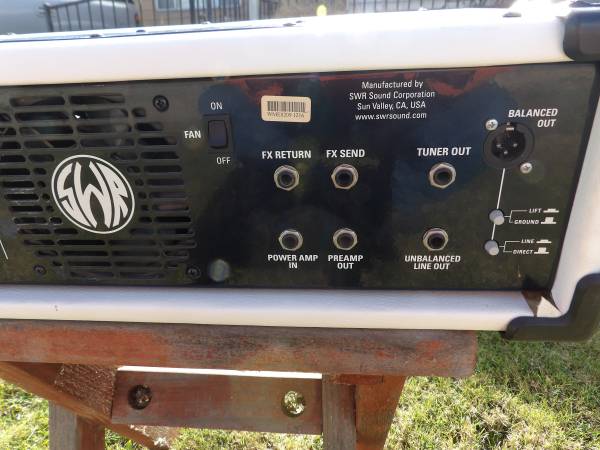 SWR
Manufactured by
SWR Sound Corporation
Sun Valley, CA, USA
www.swrsound.com
ON
FAN
OFF
BALANCED
OUT
FX RETURN
FX SEND
TUNER OUT
LIFT
GROUND
LINE
DIRECT
POWER AMP
IN
PREAMP
OUT
UNBALANCED
LINE OUT
SWR